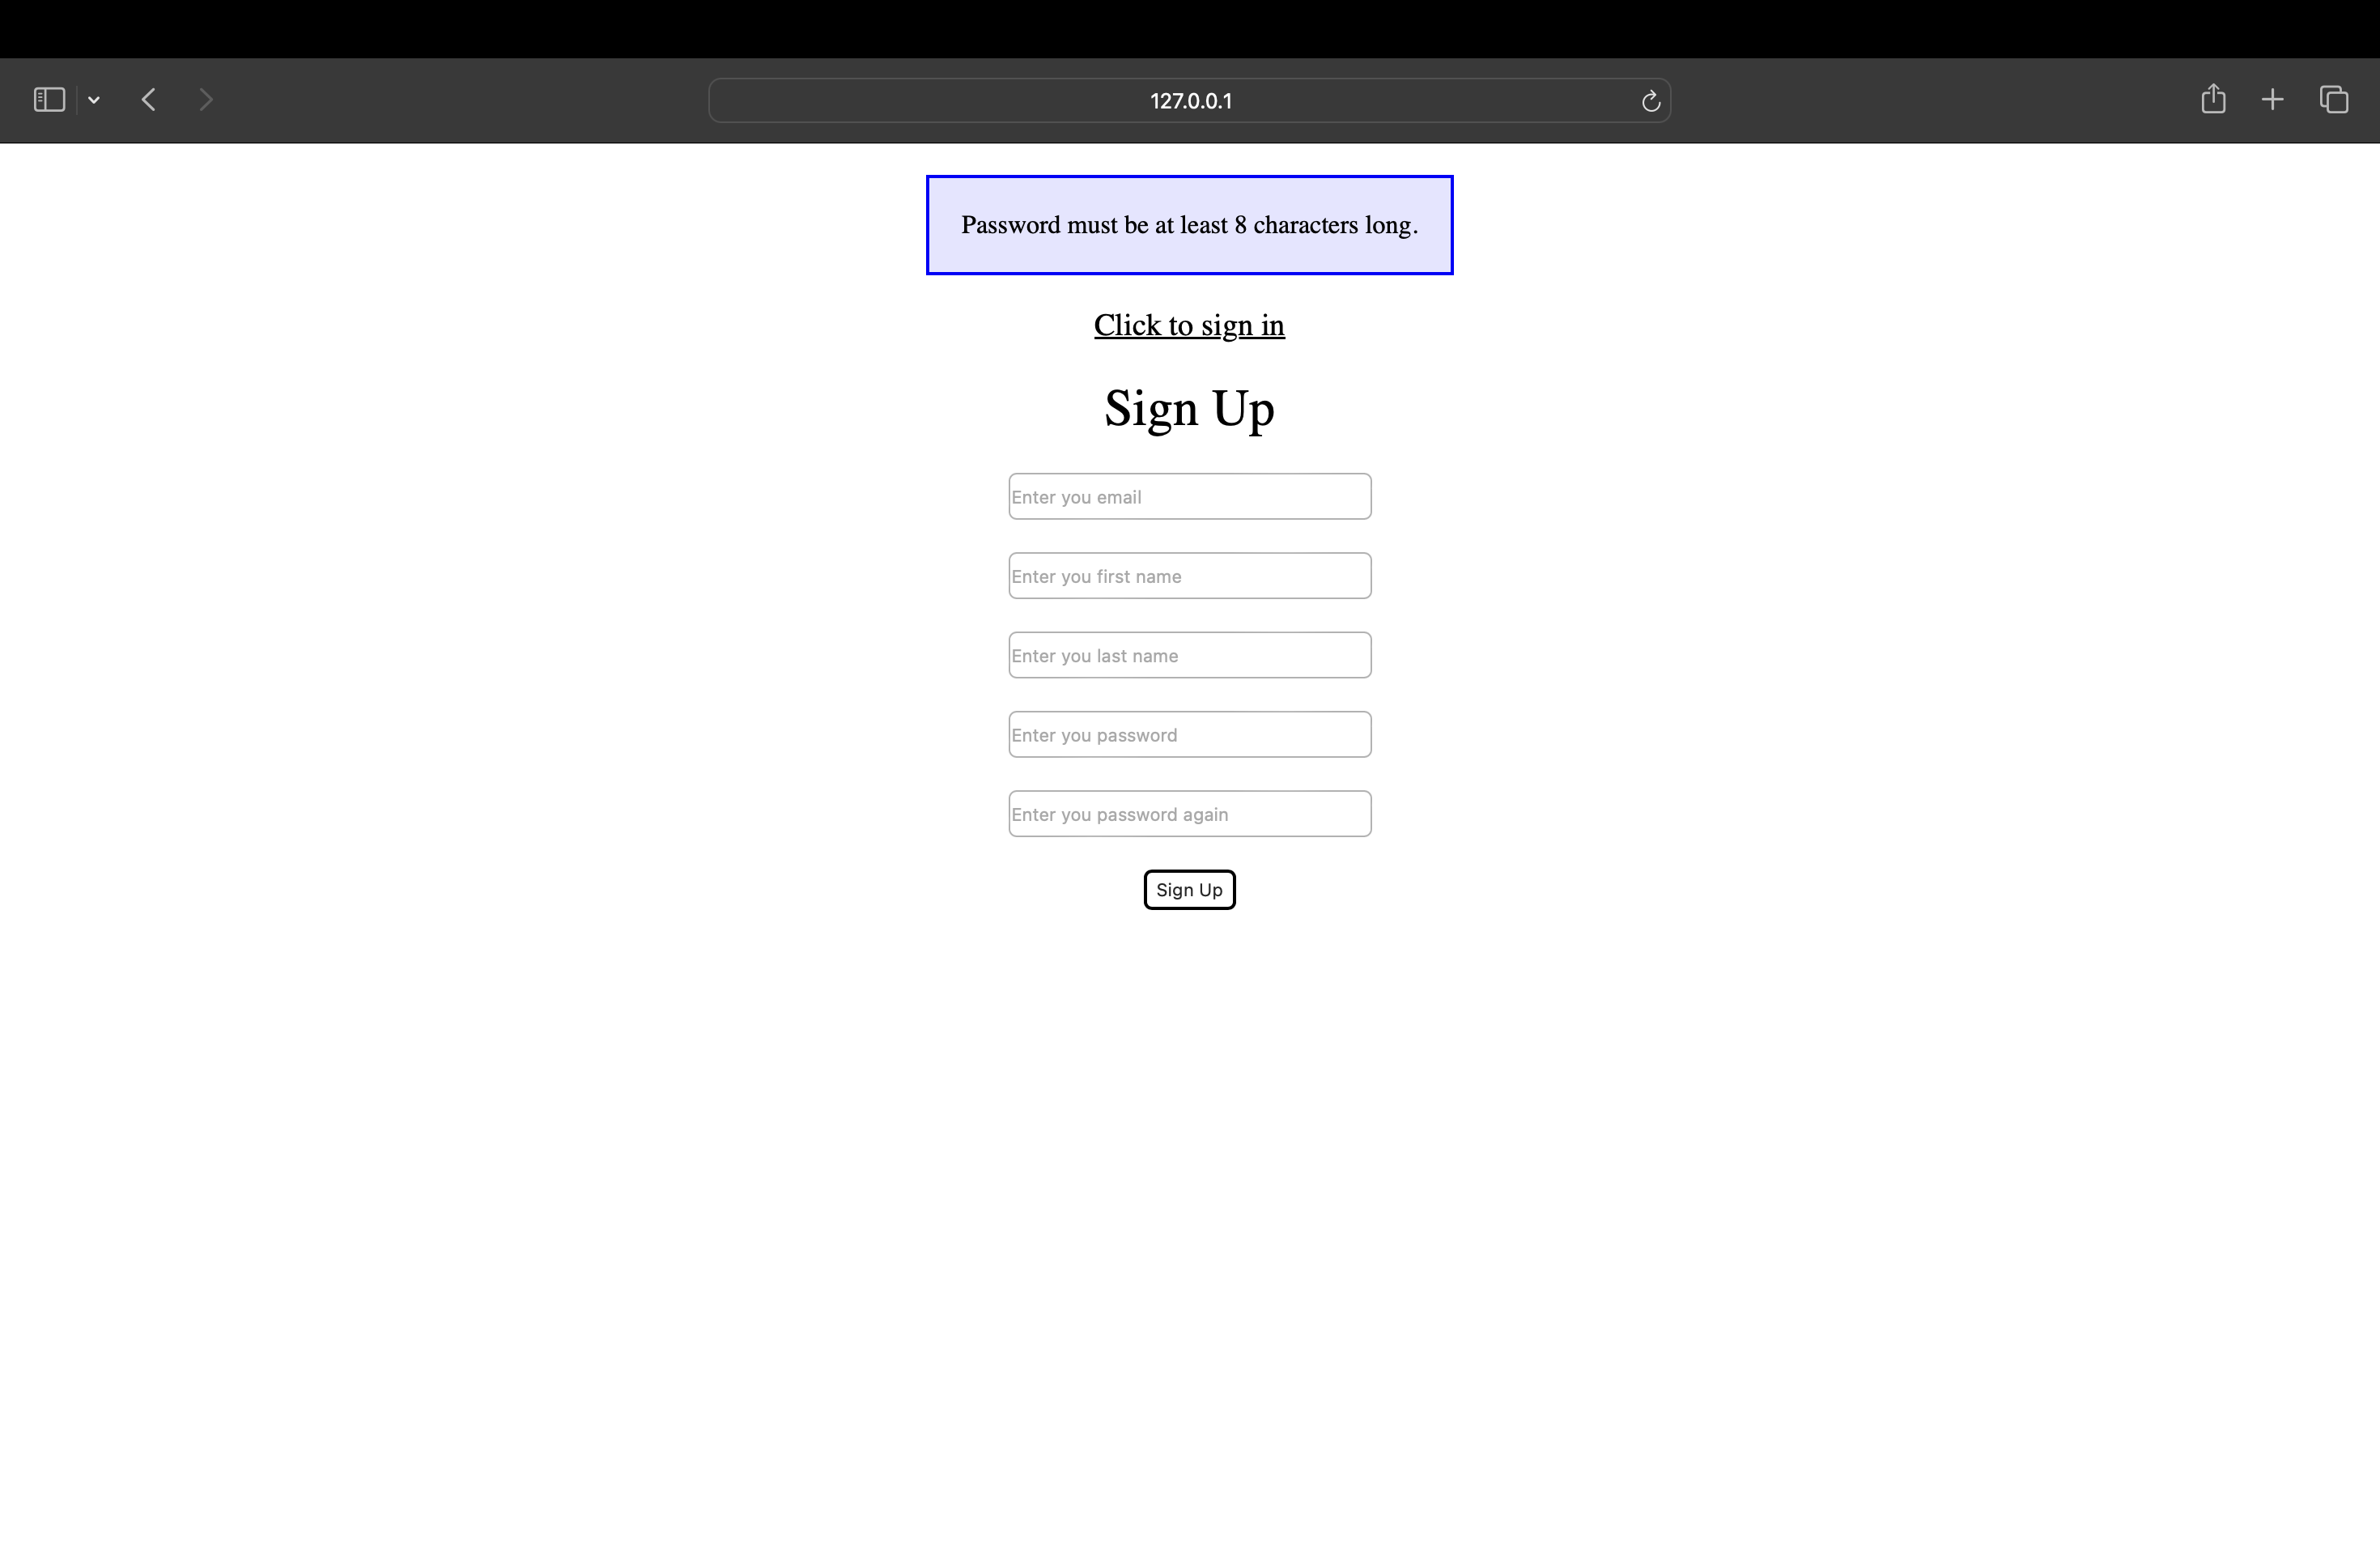 127.0.0.1
Password must be at least 8 characters long.
Click to sign in
Sign Up
Enter you email
Enter you first name
Enter you last name
Enter you password
Enter you password again
Sign Up